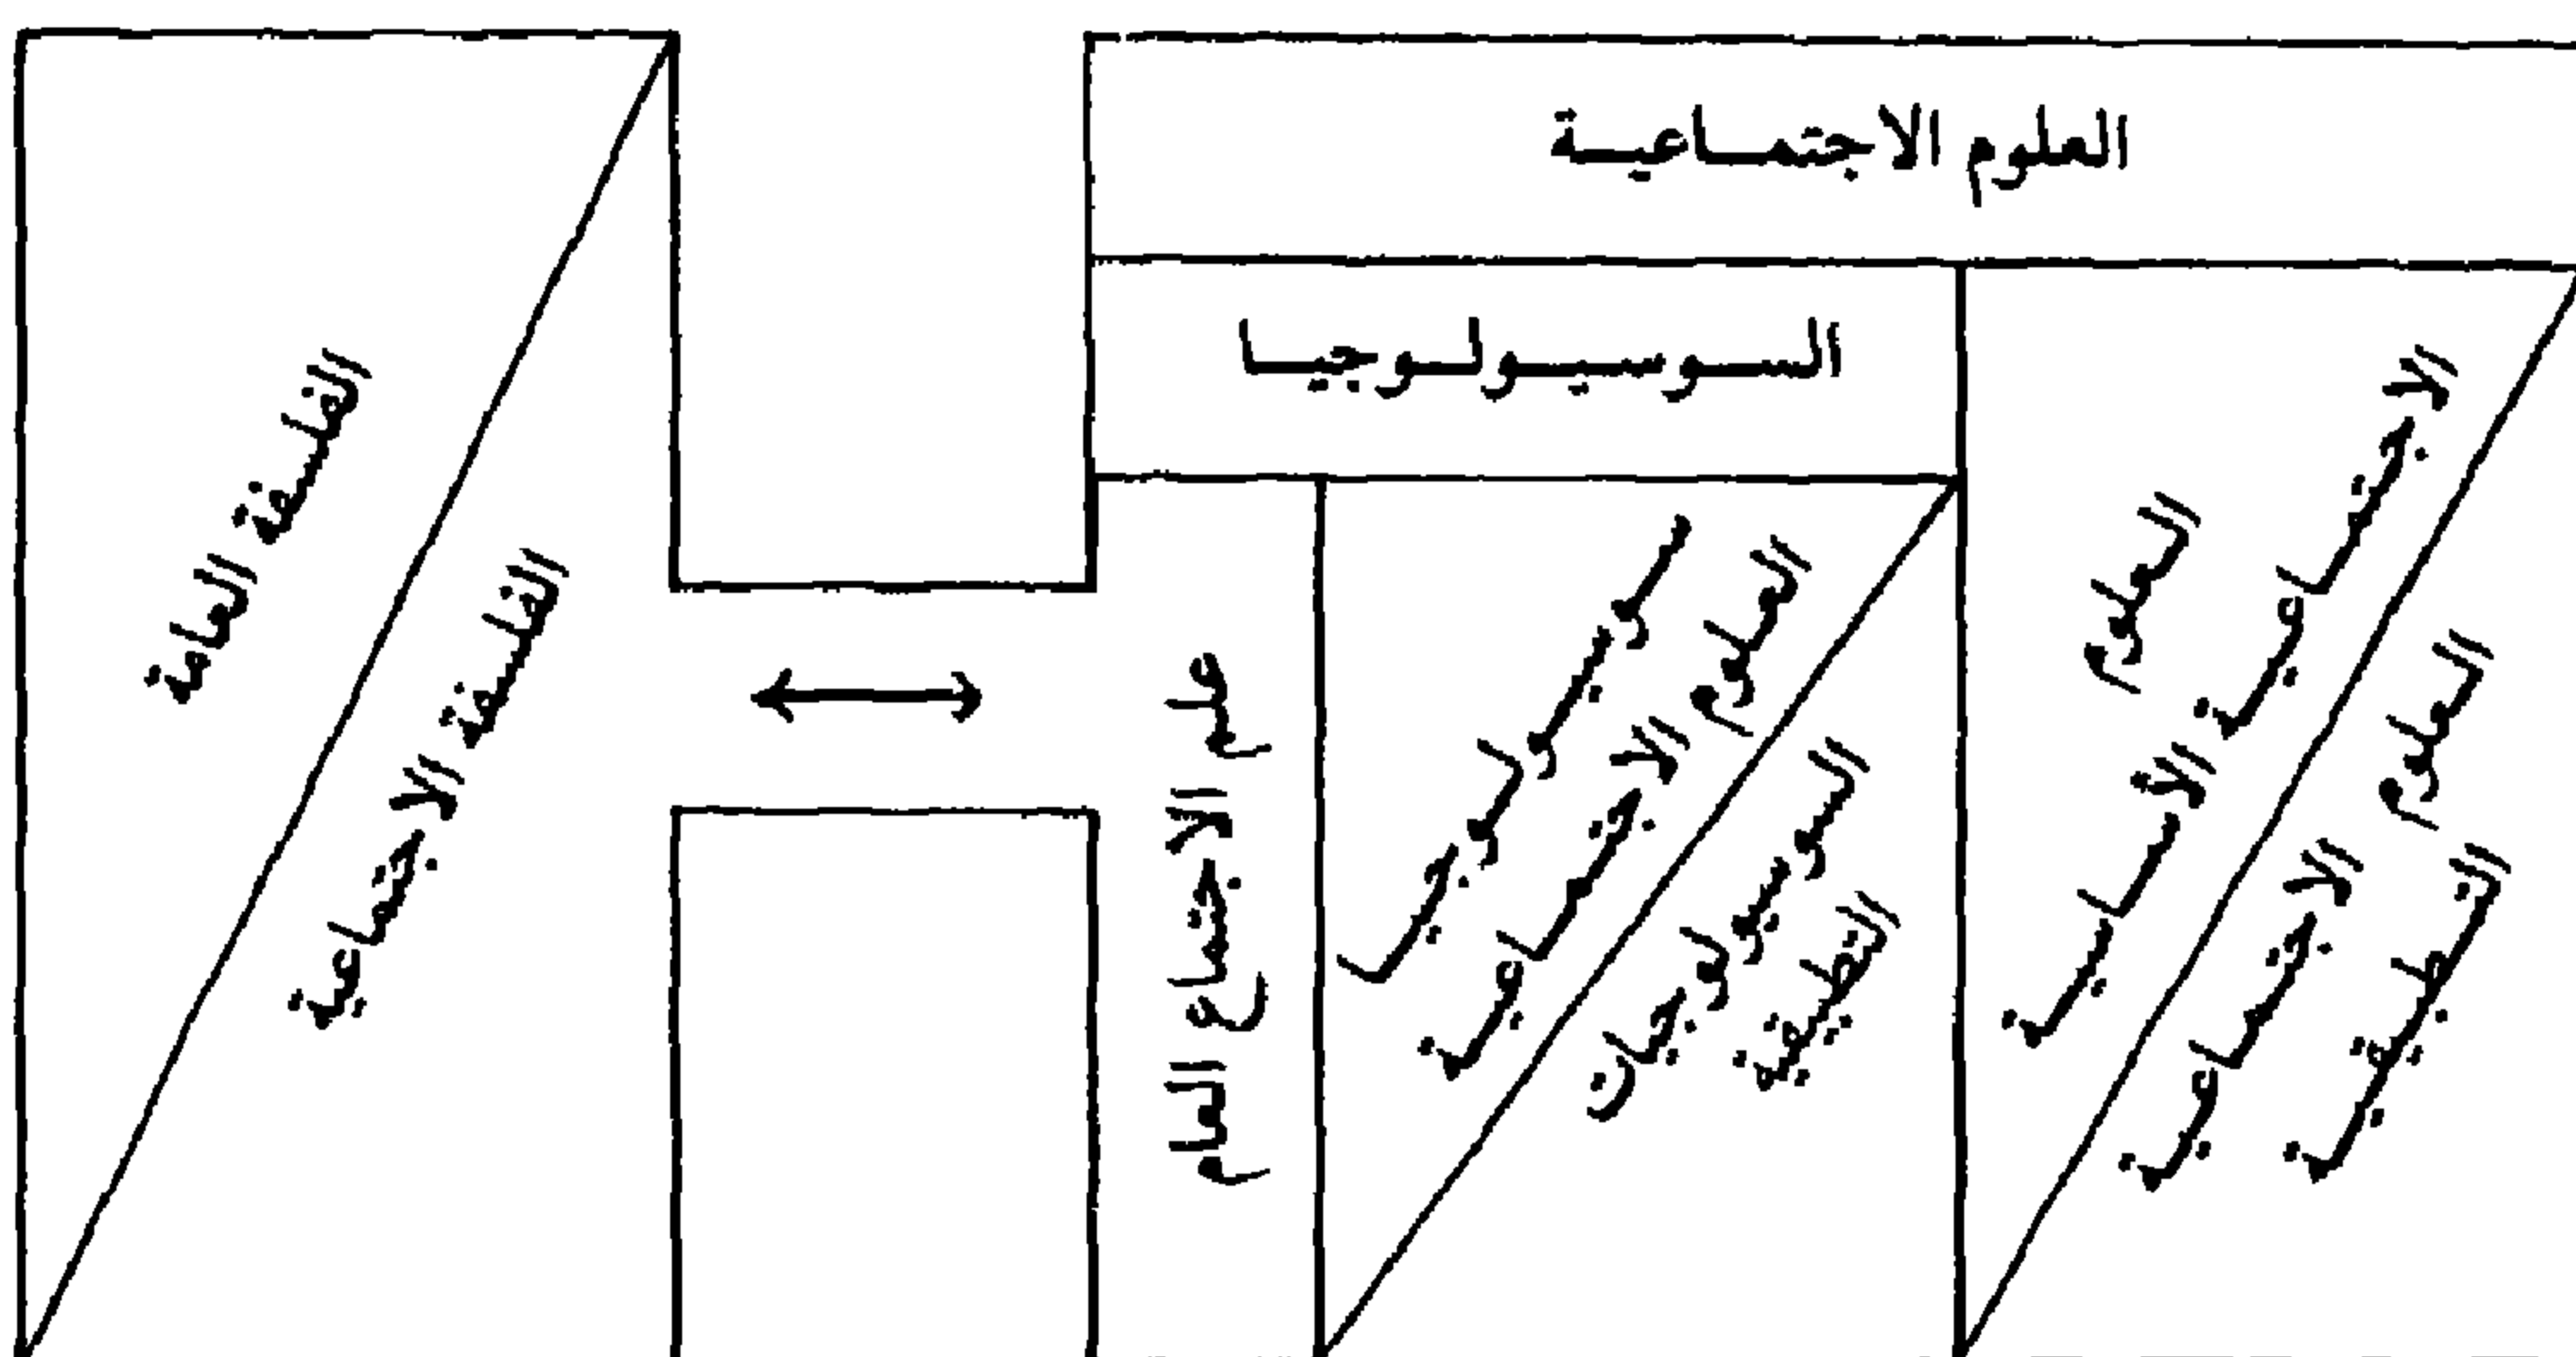 العلوم الاجتماعية
السوسيولوجيا
العلوم
الاجتماعية الأساسية
العلوم
الاجتماعية
التطبيقية
سوسيولوجيا
العلوم الاجتماعية
السوسيولوجيات
التطبيقية
علم الاجتماع العام
الفلسفة الاجتماعية
الفلسفة العامة